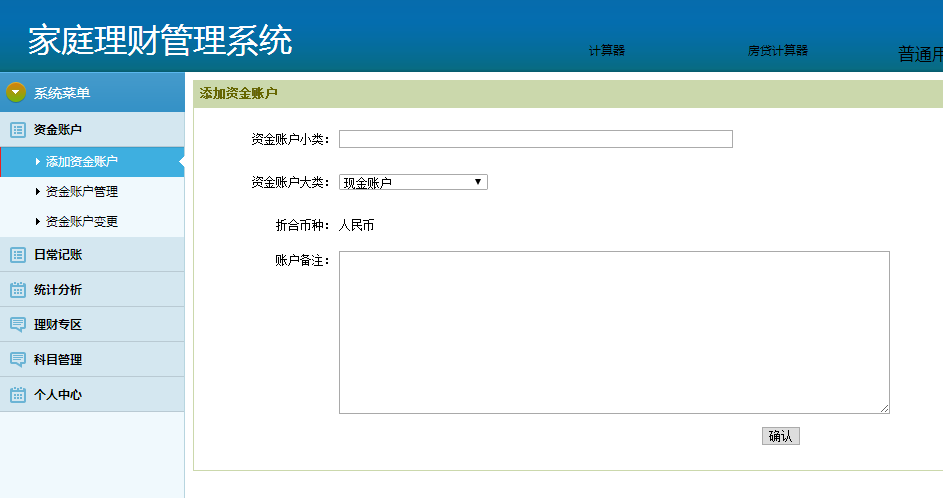 家庭理财管理系统
计算器
房贷计算器
普通用
系统菜单
资金账户
添加资金账户
资金账户管理
资金账户变更
日常记账
统计分析
理财专区
科目管理
个人中心
添加资金账户
资金账户小类：
资金账户大类： 现金账户
折合币种： 人民币
账户备注：
确认